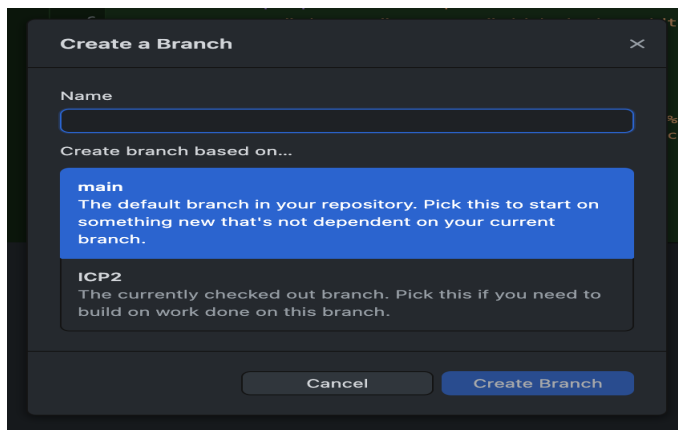 Create a Branch
Name
Create branch based on...
main
The default branch in your repository. Pick this to start on
something new that's not dependent on your current
branch.
ICP2
The currently checked out branch. Pick this if you need to
build on work done on this branch.
Cancel
Create Branch